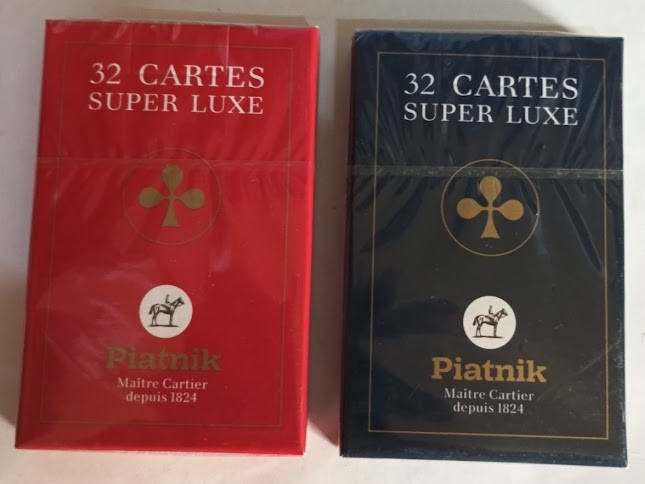 32 CARTES
SUPER LUXE
Piatnik
Maître Cartier
depuis 1824
32 CARTES
SUPER LUXE
Piatnik
Maître Cartier
depuis 1824